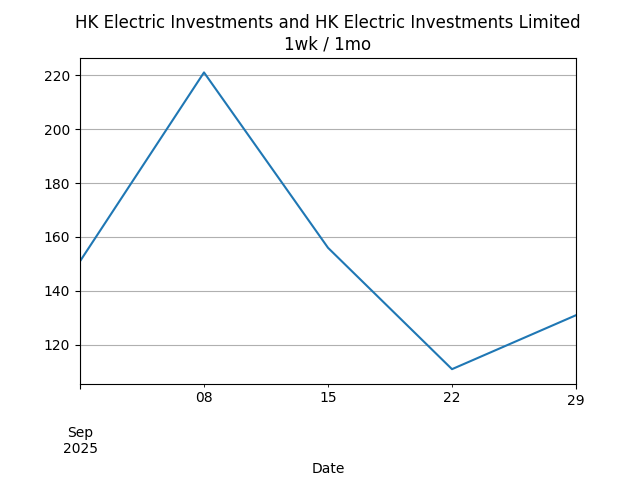 HK Electric Investments and HK Electric Investments Limited
1wk / 1mo
220
200
180
160
140
120
08
15
22
29
Sep
2025
Date